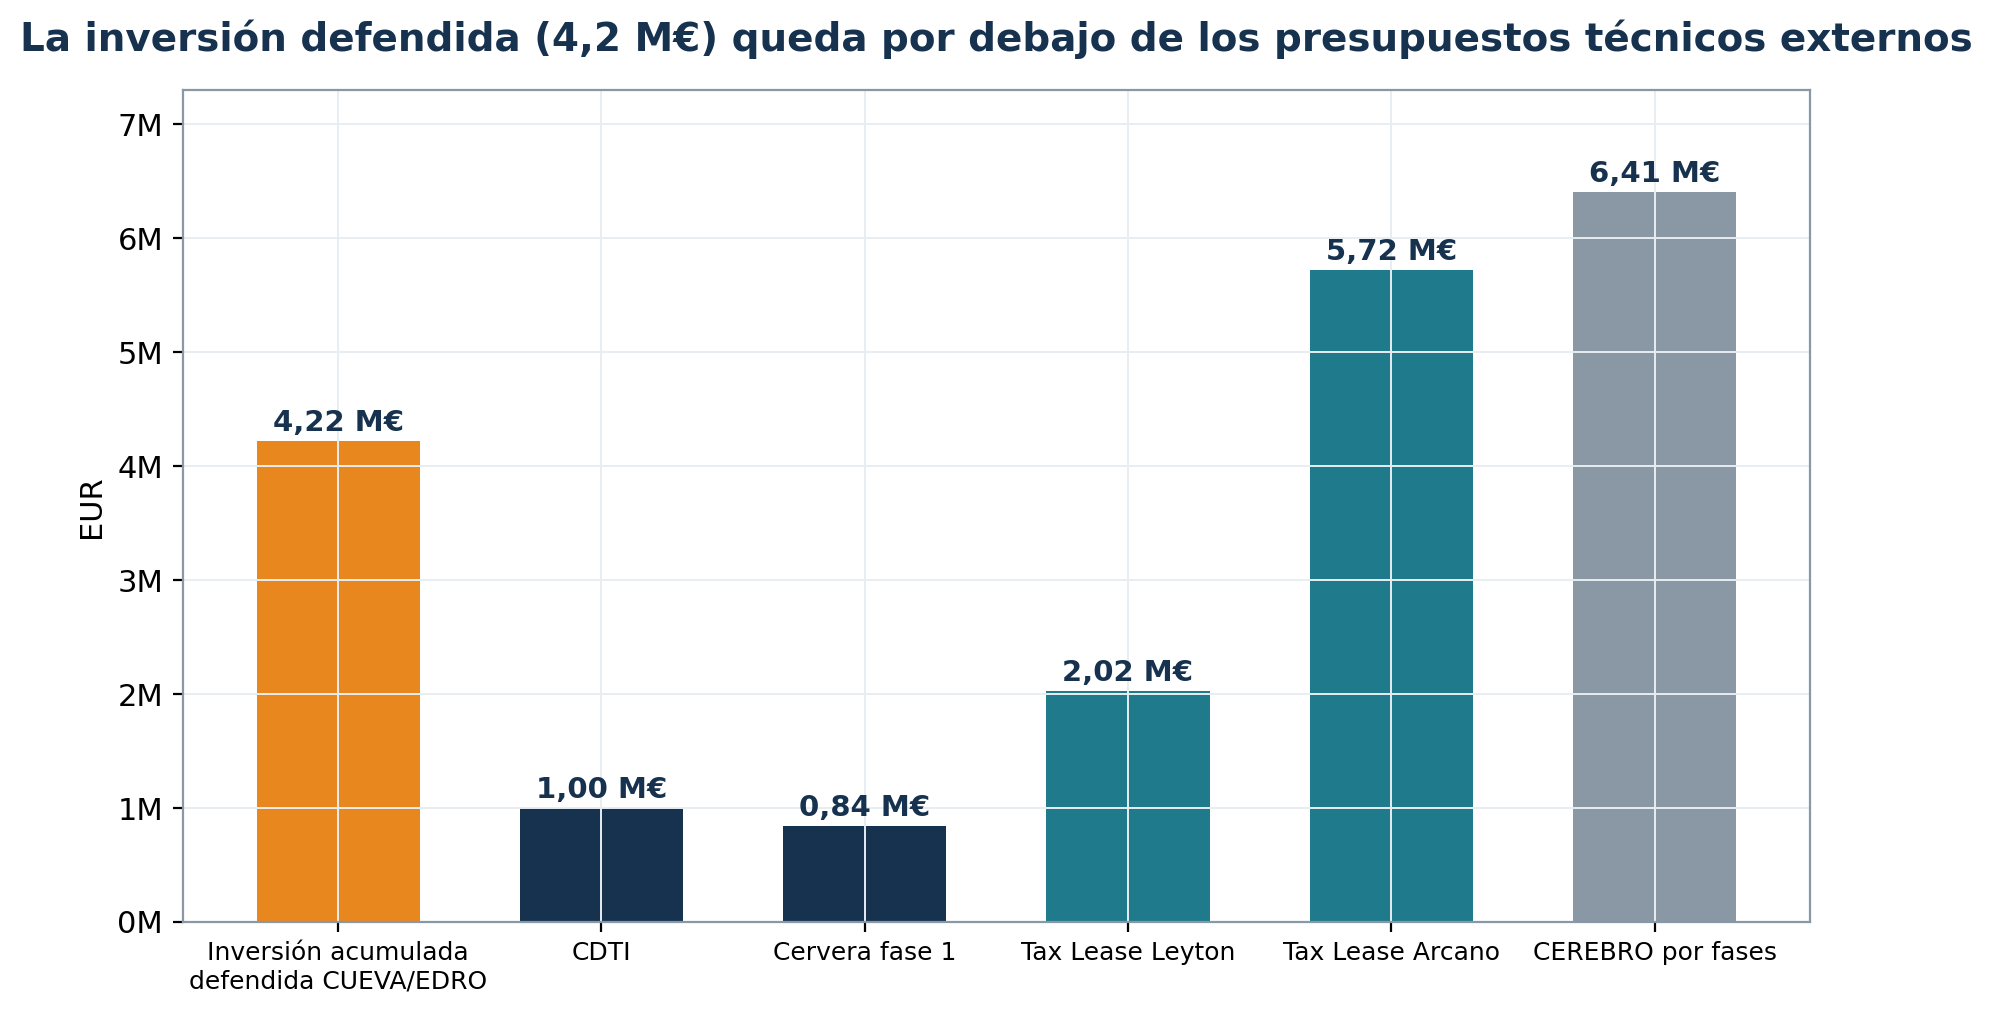 La inversión defendida (4,2 M€) queda por debajo de los presupuestos técnicos externos
7M
6M
5M
4M
3M
2M
1M
0M
EUR
4,22 M€
1,00 M€
0,84 M€
2,02 M€
5,72 M€
6,41 M€
Inversión acumulada
defendida CUEVA/EDRO
CDTI
Cervera fase 1
Tax Lease Leyton
Tax Lease Arcano
CEREBRO por fases